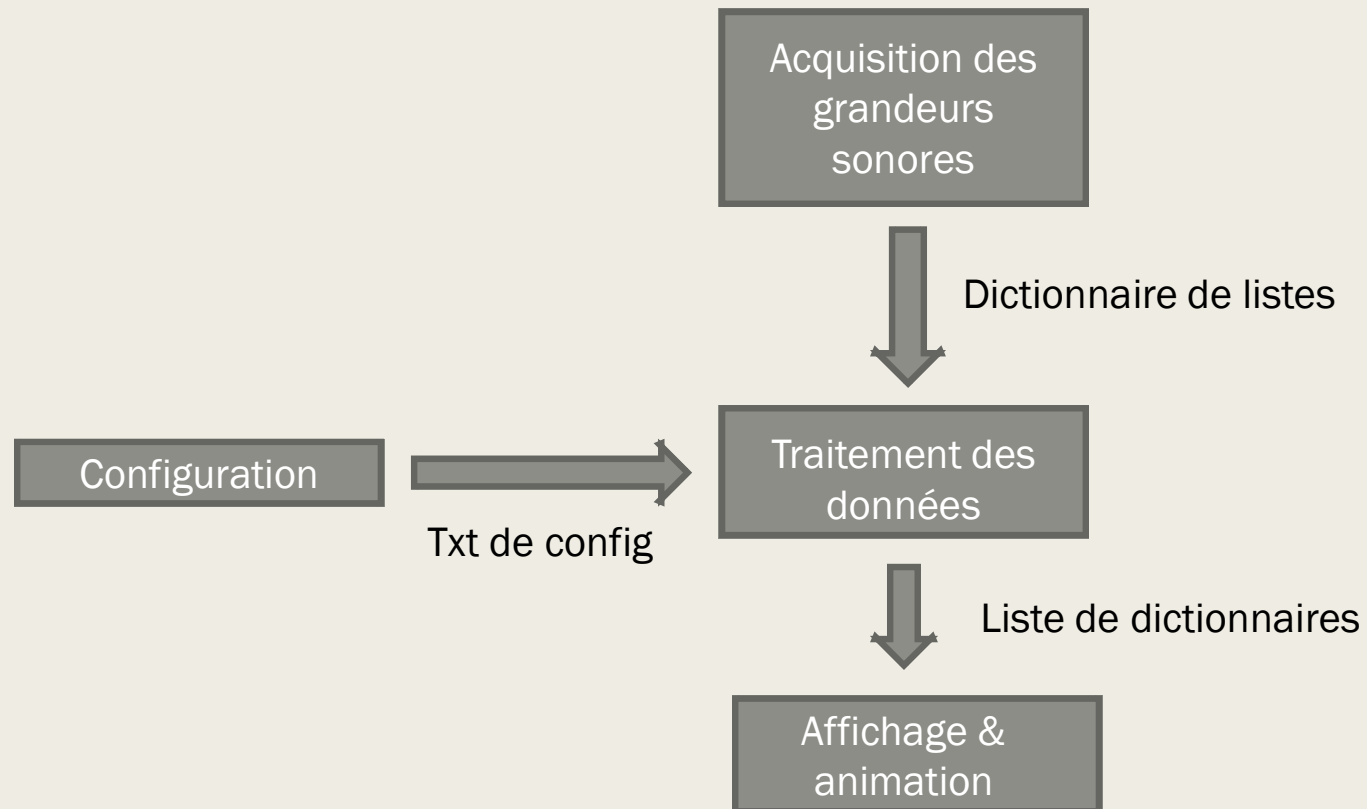 Acquisition des
grandeurs
sonores
Dictionnaire de listes
Configuration
Txt de config
Traitement des
données
Liste de dictionnaires
Affichage &
animation